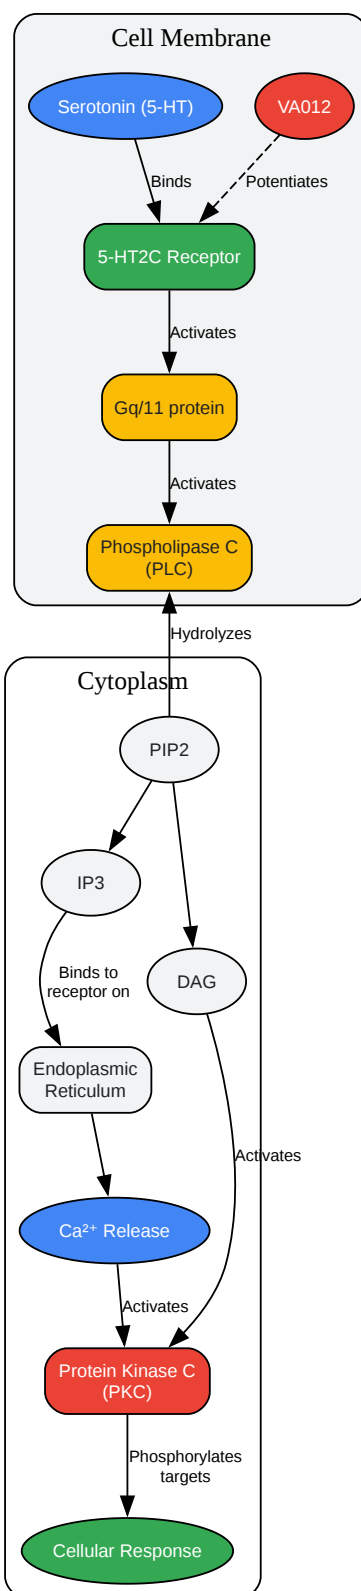 Cell Membrane
Serotonin (5-HT)
VA012
Binds
Potentiates
5-HT2C Receptor
Activates
Gq/11 protein
Activates
Phospholipase C
(PLC)
Hydrolyzes
Cytoplasm
PIP2
IP3
Binds to
receptor on
DAG
Endoplasmic
Reticulum
Activates
Ca²⁺ Release
Activates
Protein Kinase C
(PKC)
Phosphorylates
targets
Cellular Response